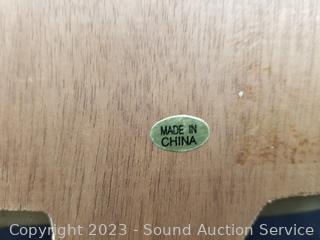 MADE IN
CHINA
Copyright 2023 - Sound Auction Service